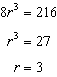 8r³ = 216
r³ = 27
r = 3